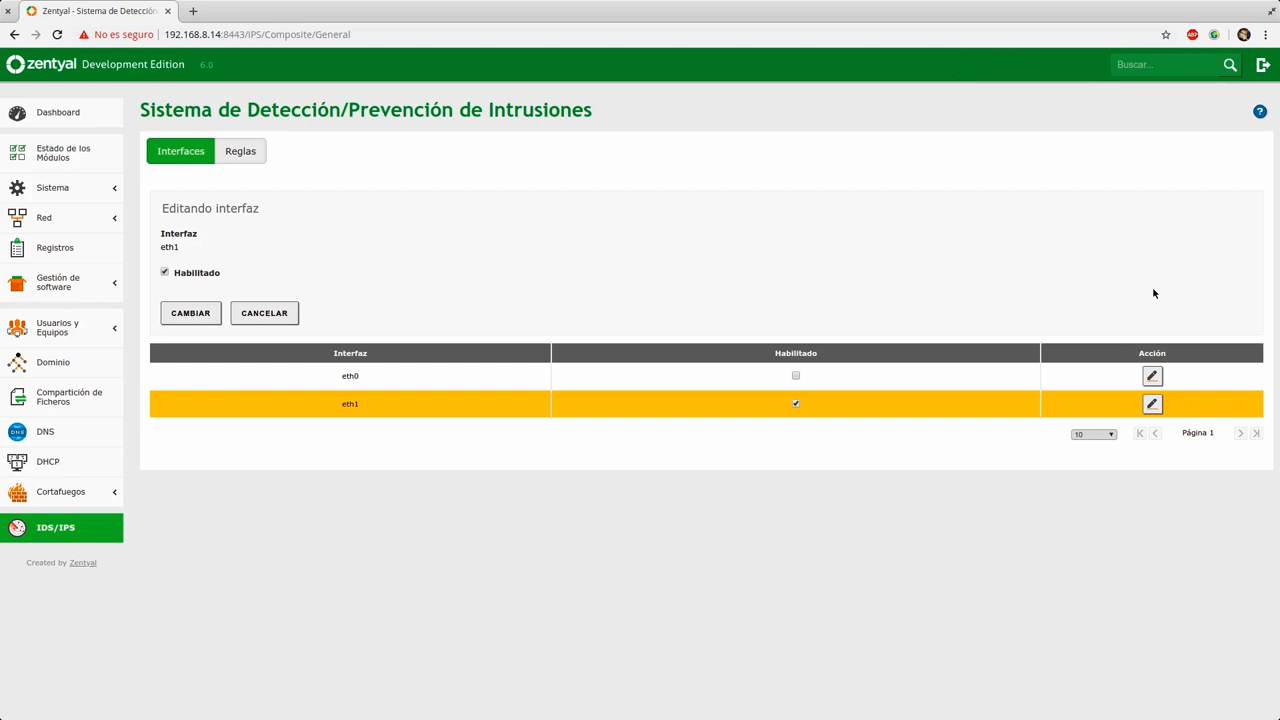 Zentyal - Sistema de Detección
No es seguro
192.168.8.14:8443/IPS/Composite/General
ABP
zentyal Development Edition 6.0
Buscar...
Dashboard
Estado de los
Módulos
Sistema
Red
Registros
Gestión de
software
Usuarios y
Equipos
Dominio
Compartición de
Ficheros
DNS
DHCP
Cortafuegos
IDS/IPS
Created by Zentyal
Sistema de Detección/Prevención de Intrusiones
?
Interfaces
Reglas
Editando interfaz
Interfaz
eth1
Habilitado
CAMBIAR
CANCELAR
Interfaz Habilitado Acción
eth0
eth1
10
Página 1